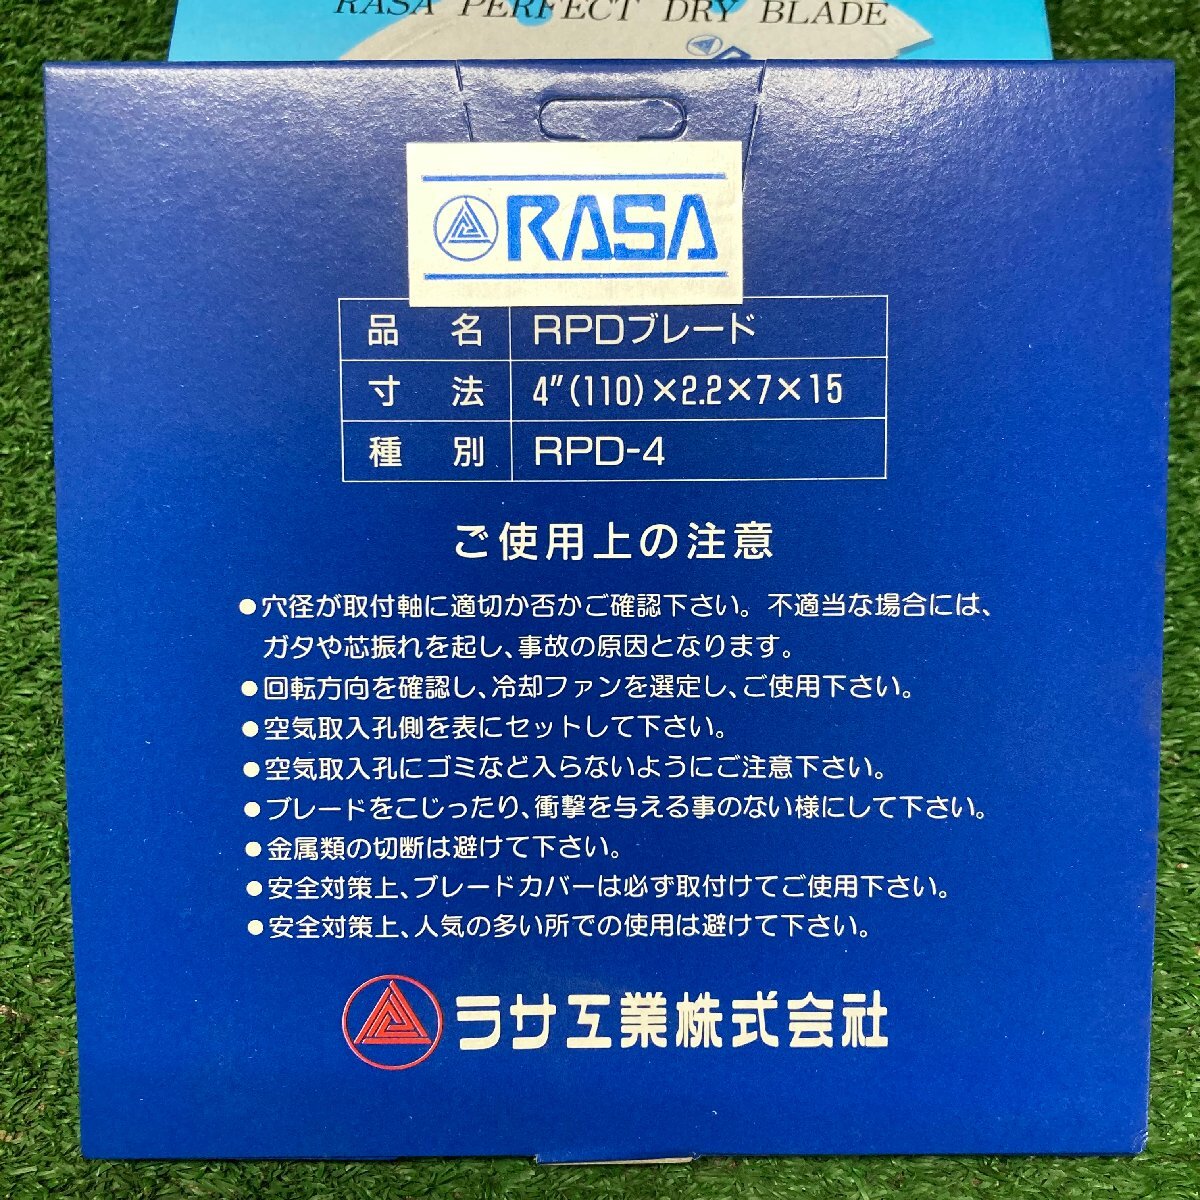 RASA PERFECT DRY BLADE
RASA
品名 RPDブレード
寸法 4"(110)×2.2×7×15
種別 RPD-4
ご使用上の注意
●穴径が取付軸に適切か否かご確認下さい。不適当な場合には、
ガタや芯振れを起し、事故の原因となります。
●回転方向を確認し、冷却ファンを選定し、ご使用下さい。
●空気取入孔側を表にセットして下さい。
●空気取入孔にゴミなど入らないようにご注意下さい。
●ブレードをこじったり、衝撃を与える事のない様にして下さい。
●金属類の切断は避けて下さい。
●安全対策上、ブレードカバーは必ず取付けてご使用下さい。
●安全対策上、人気の多い所での使用は避けて下さい。
ラサ工業株式会社